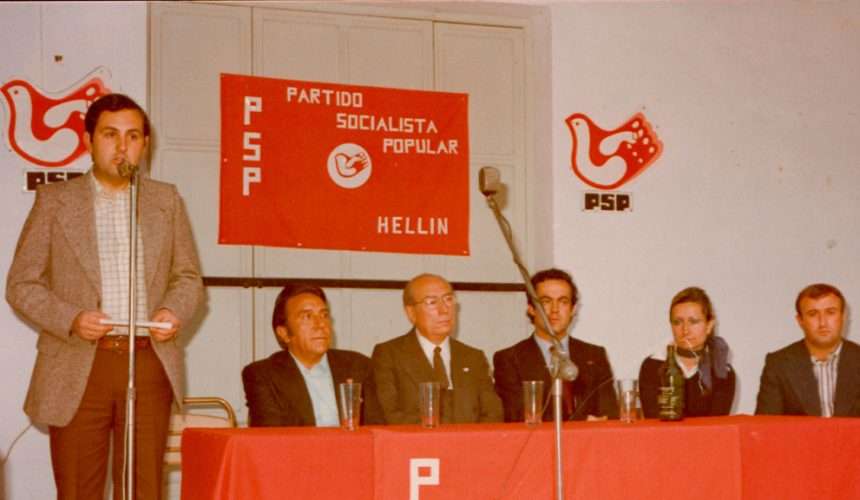 PSP
PSP
PARTIDO
SOCIALISTA
POPULAR
HELLIN
PSP
P